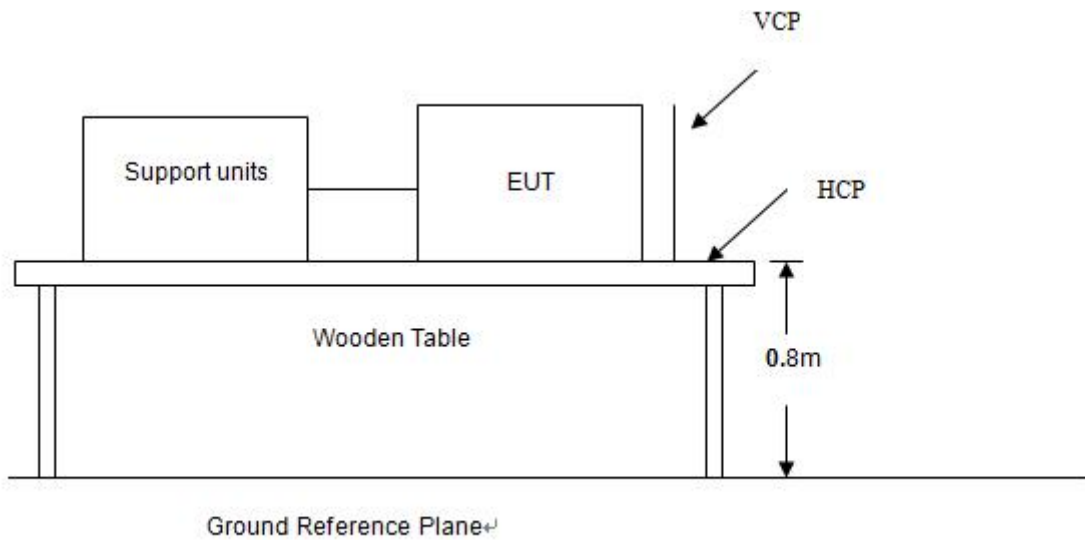 VCP
Support units
EUT
HCP
Wooden Table
0.8m
Ground Reference Plane↵